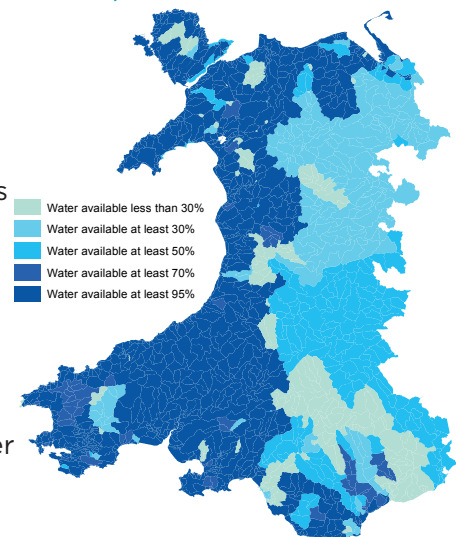 s
Water available less than 30%
Water available at least 30%
Water available at least 50%
Water available at least 70%
Water available at least 95%
er